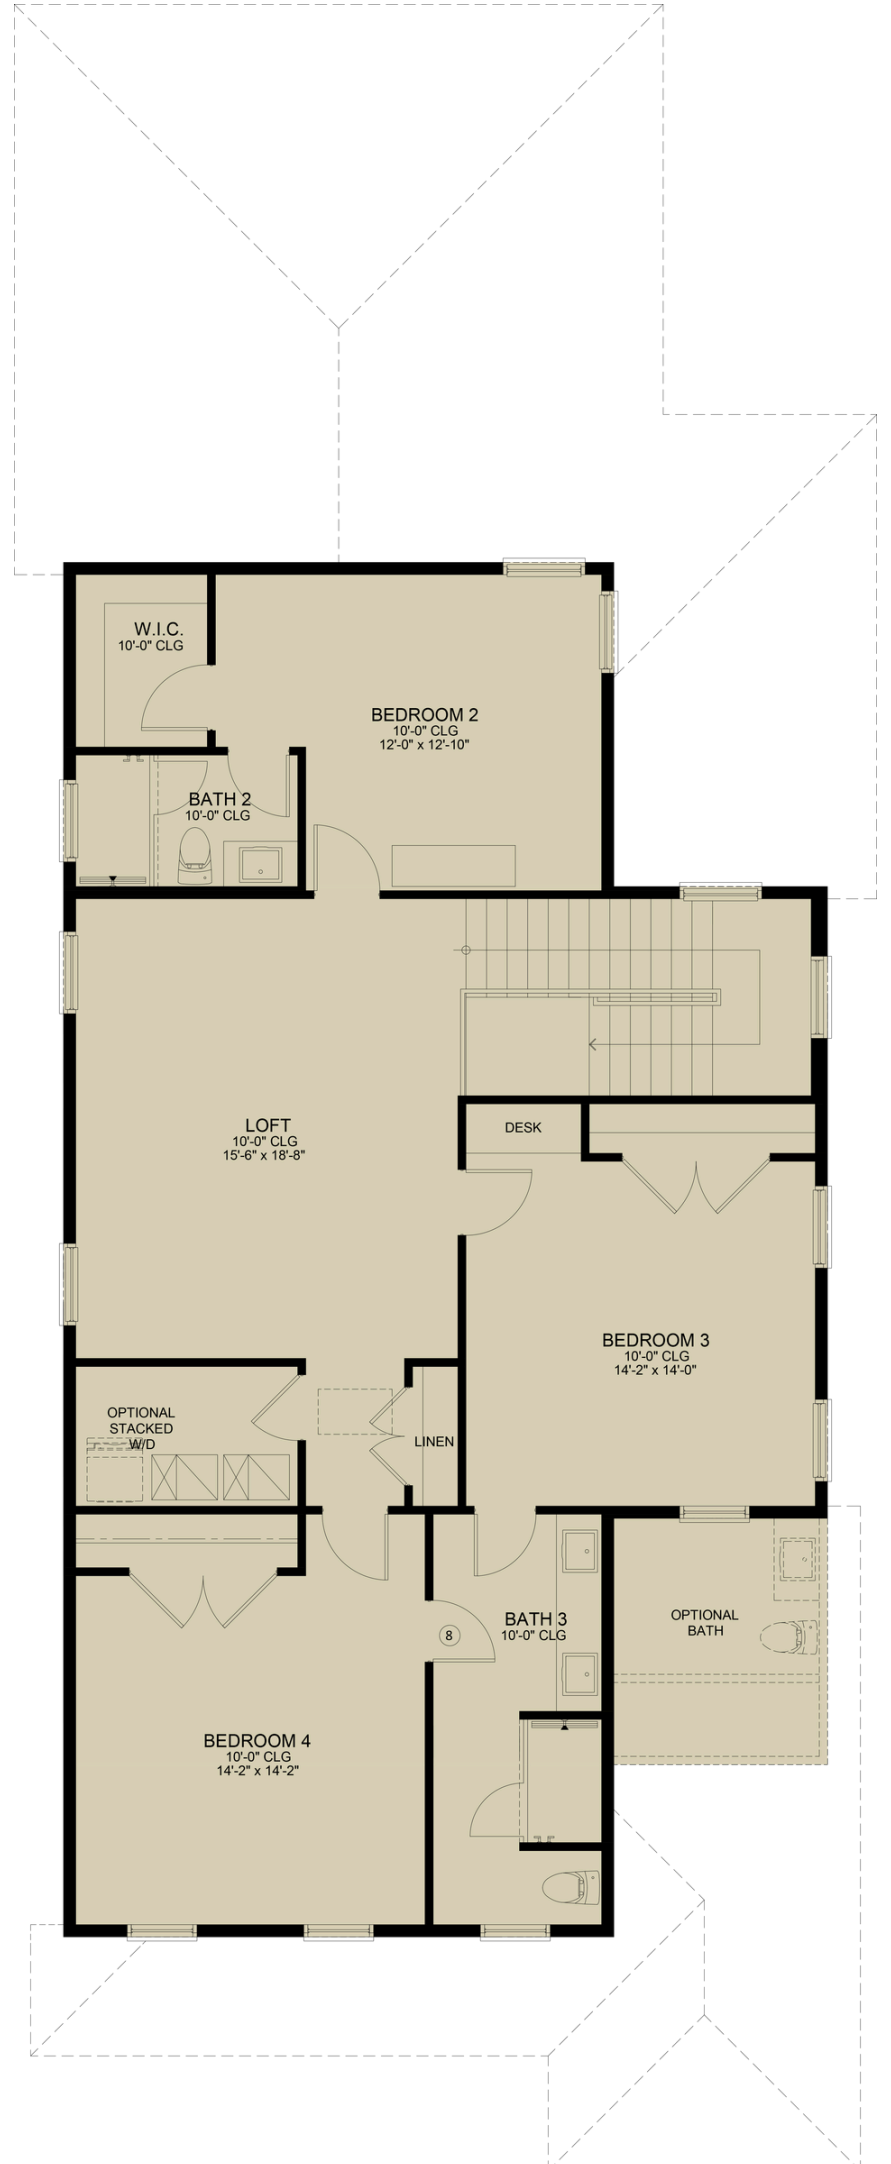 W.I.C.
10'-0" CLG
BEDROOM 2
10'-0" CLG
12'-0" x 12'-10"
BATH 2
10'-0" CLG
LOFT
10'-0" CLG
15'-6" x 18'-8"
DESK
BEDROOM 3
10'-0" CLG
14'-2" x 14'-0"
OPTIONAL
STACKED
W/D
LINEN
BATH 3
10'-0" CLG
8
OPTIONAL
BATH
BEDROOM 4
10'-0" CLG
14'-2" x 14'-2"